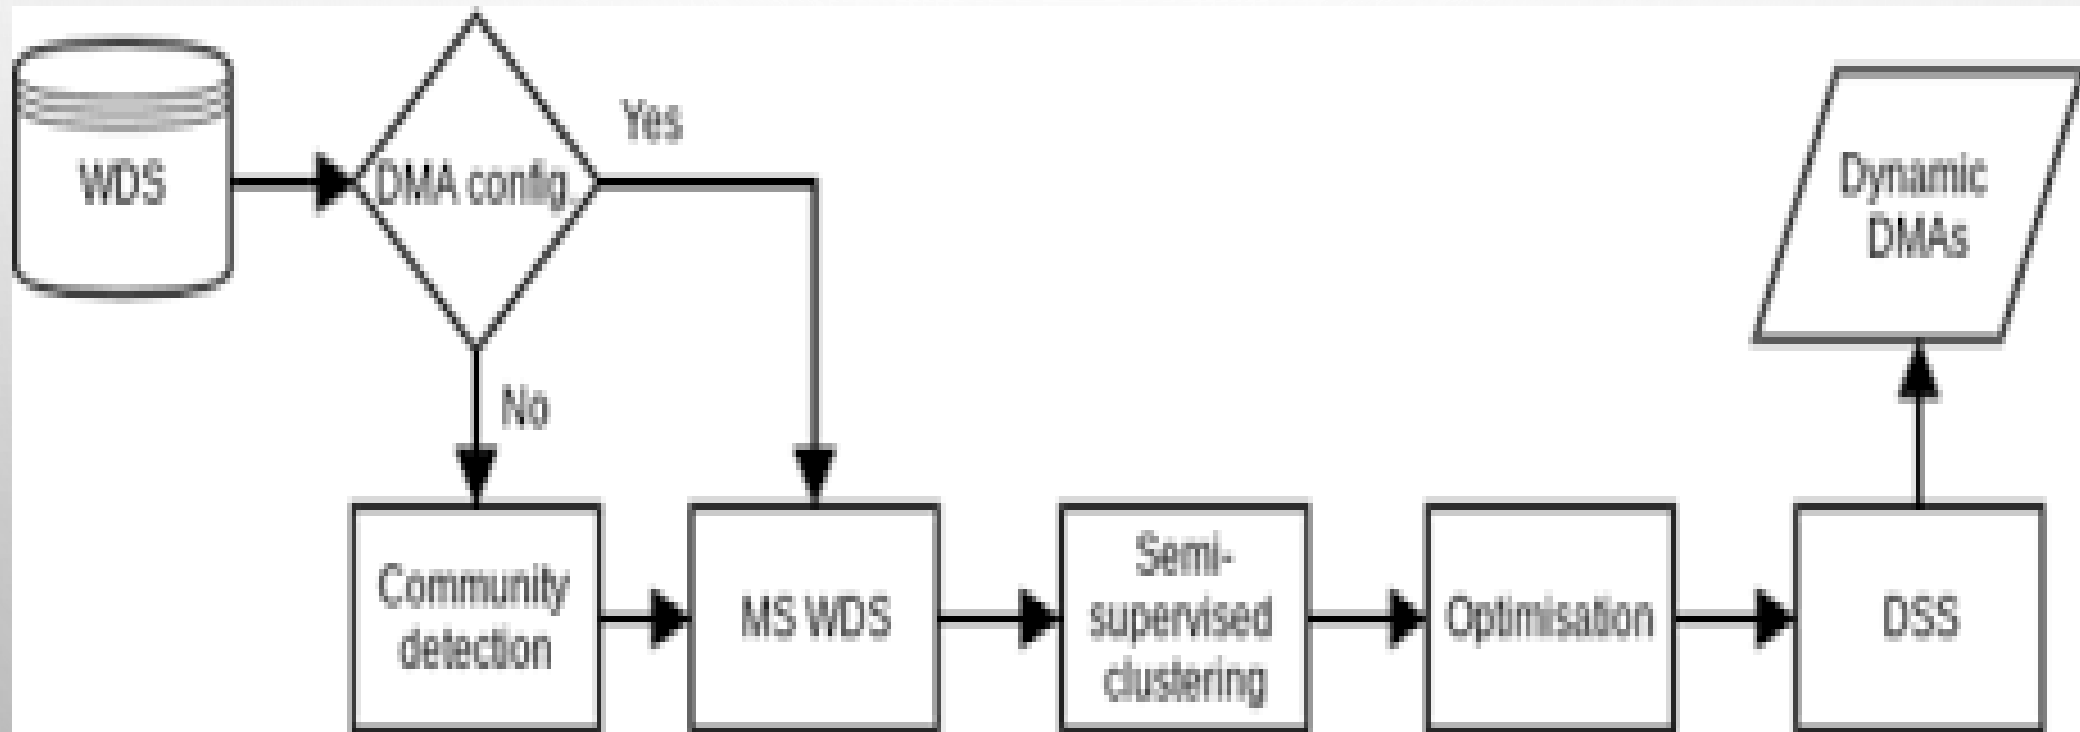 WDS
DMA config.
Yes
No
Community
detection
MS WDS
Semi-
supervised
clustering
Optimisation
DSS
Dynamic
DMAs